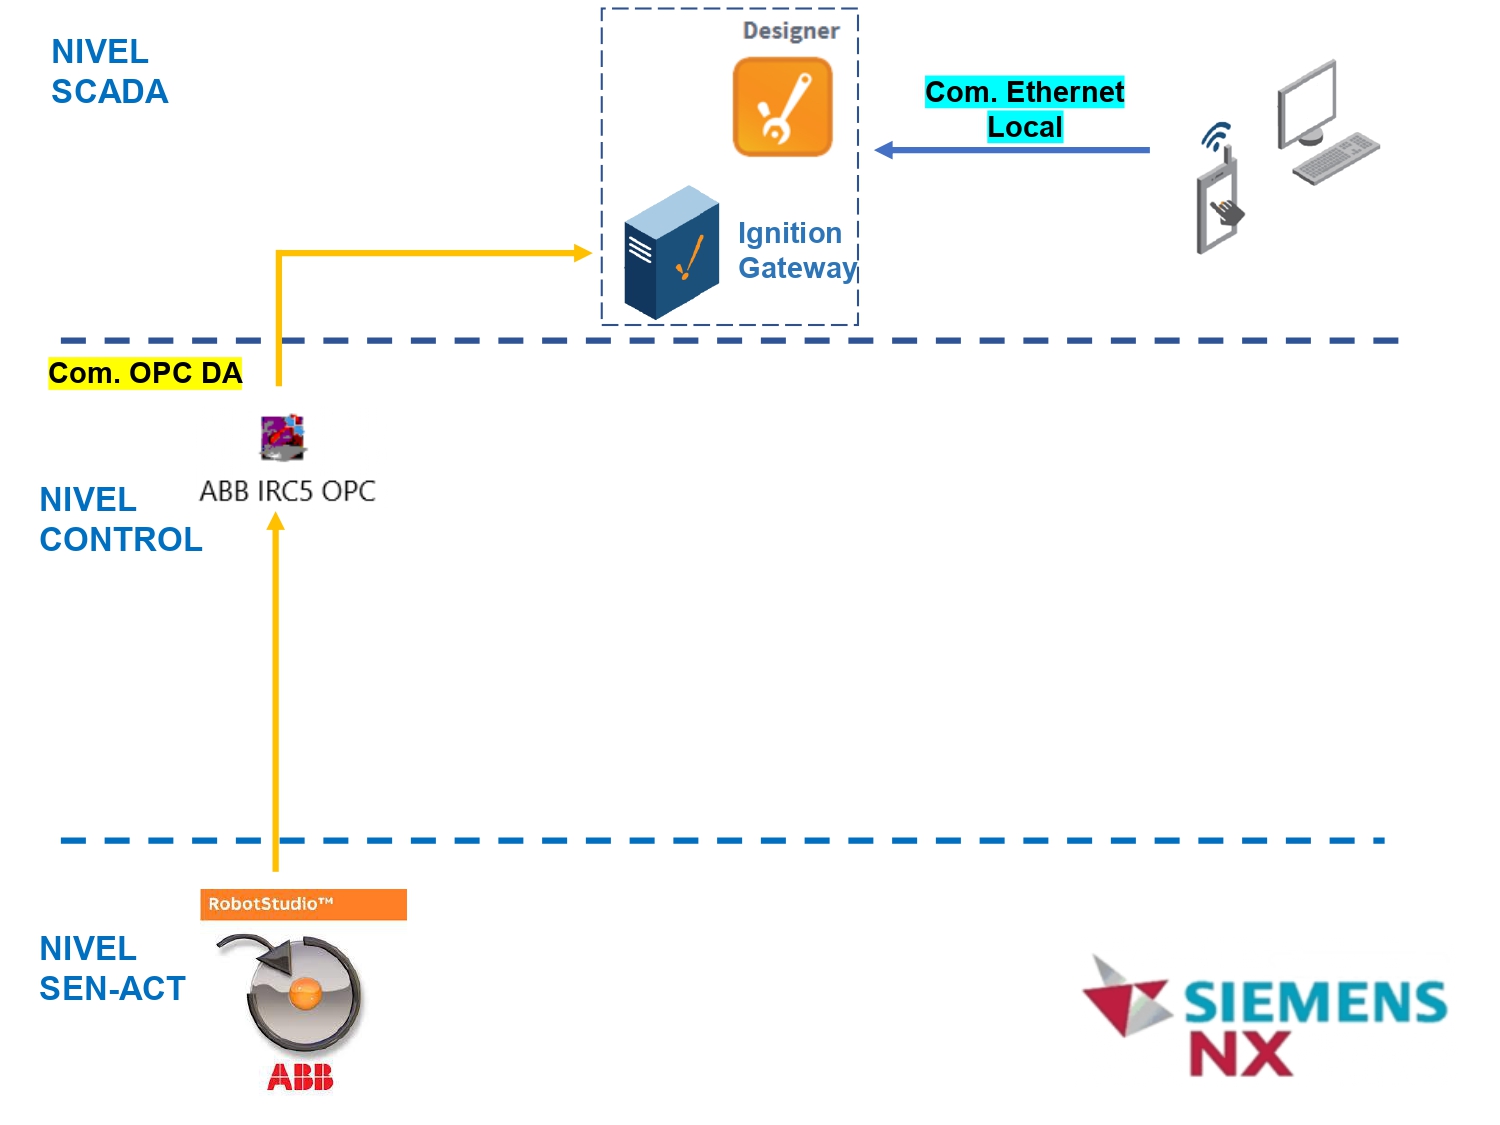 NIVEL
SCADA
Designer
Com. Ethernet
Local
Ignition
Gateway
Com. OPC DA
ABB IRC5 OPC
NIVEL
CONTROL
RobotStudio™
NIVEL
SEN-ACT
ABB
SIEMENS
NX